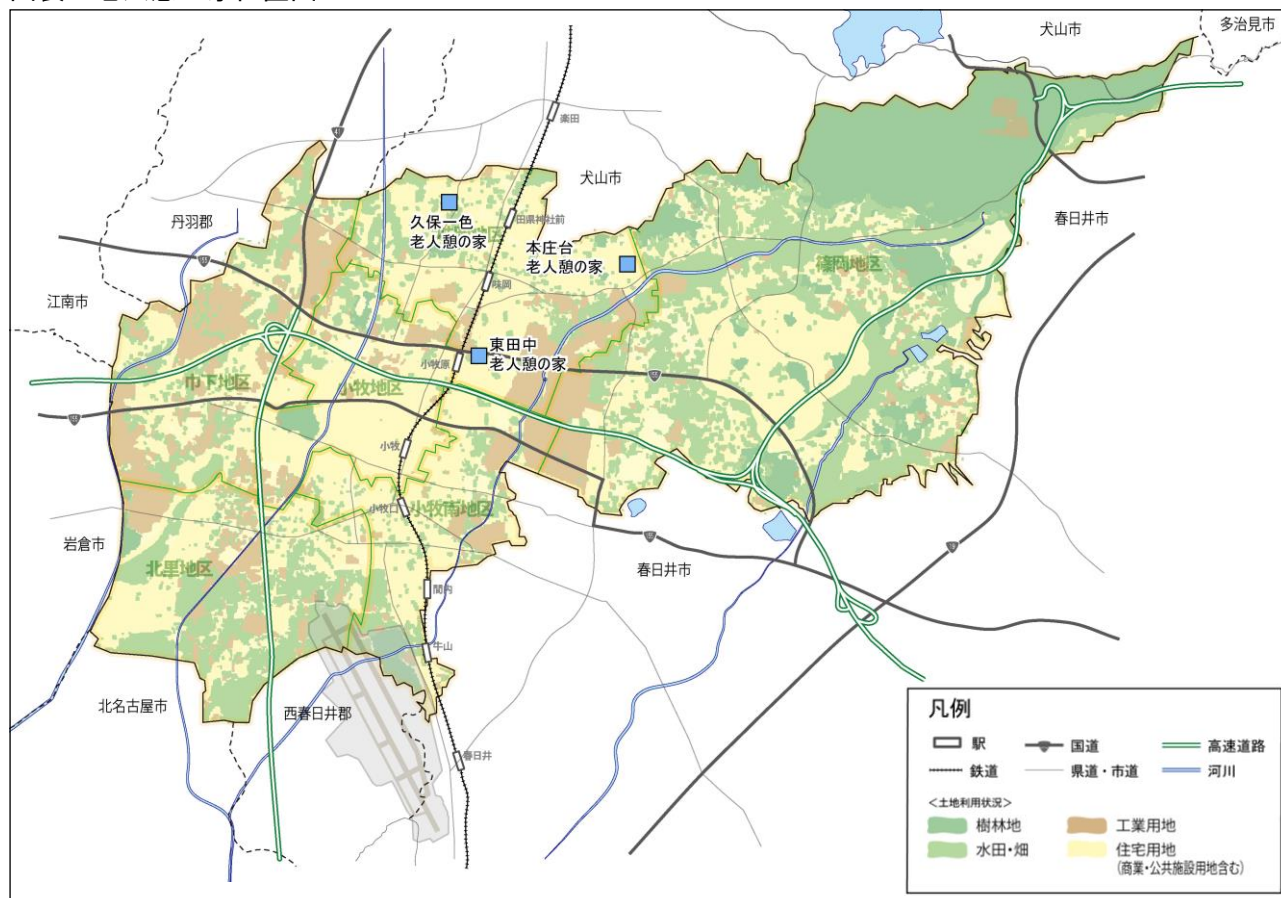 犬山市
多治見市
楽田
41
犬山市
久保一色
老人憩の家
田県神社前
丹羽郡
春日井市
本庄台
老人憩の家
篠岡地区
味岡
江南市
東田中
老人憩の家
小牧原
巾下地区
小牧地区
小牧
小牧口
小牧南地区
岩倉市
春日井市
北里地区
間内
牛山
北名古屋市
西春日井郡
春日井
凡例
駅
国道
高速道路
鉄道
県道・市道
河川
<土地利用状況>
樹林地
工業用地
水田・畑
住宅用地
(商業・公共施設用地含む)